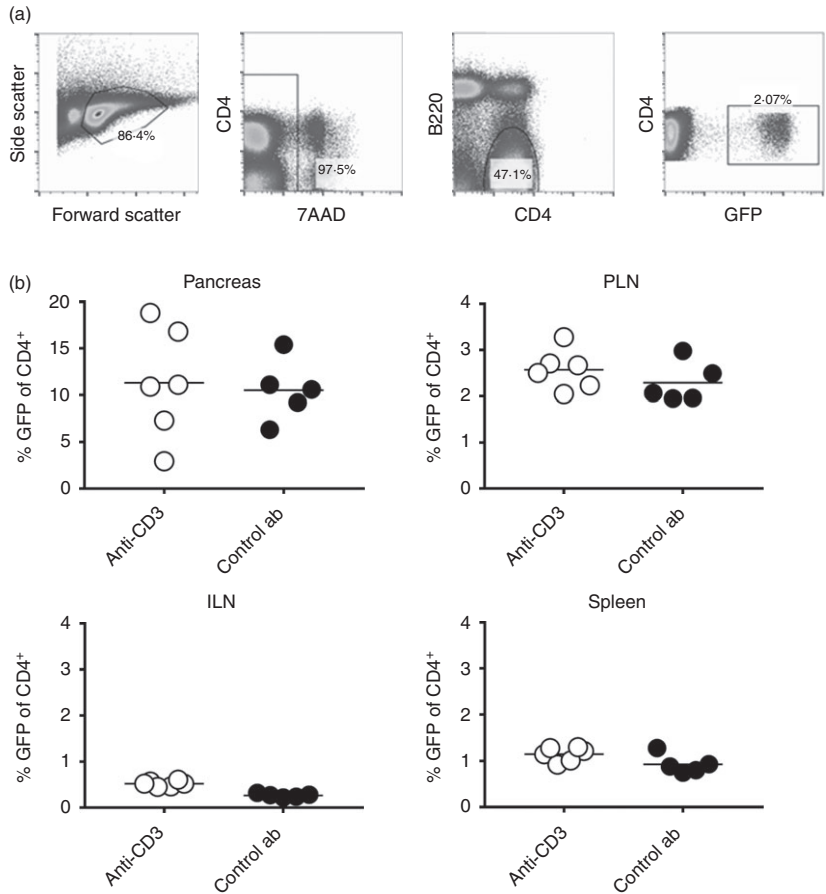 (a)
Side scatter
86·4%
Forward scatter
CD4
97·5%
7AAD
B220
47·1%
CD4
CD4
2·07%
GFP
(b)
Pancreas
% GFP of CD4⁺
20
15
10
5
0
Anti-CD3
Control ab
PLN
% GFP of CD4⁺
4
3
2
1
0
Anti-CD3
Control ab
ILN
% GFP of CD4⁺
4
3
2
1
0
Anti-CD3
Control ab
Spleen
% GFP of CD4⁺
4
3
2
1
0
Anti-CD3
Control ab